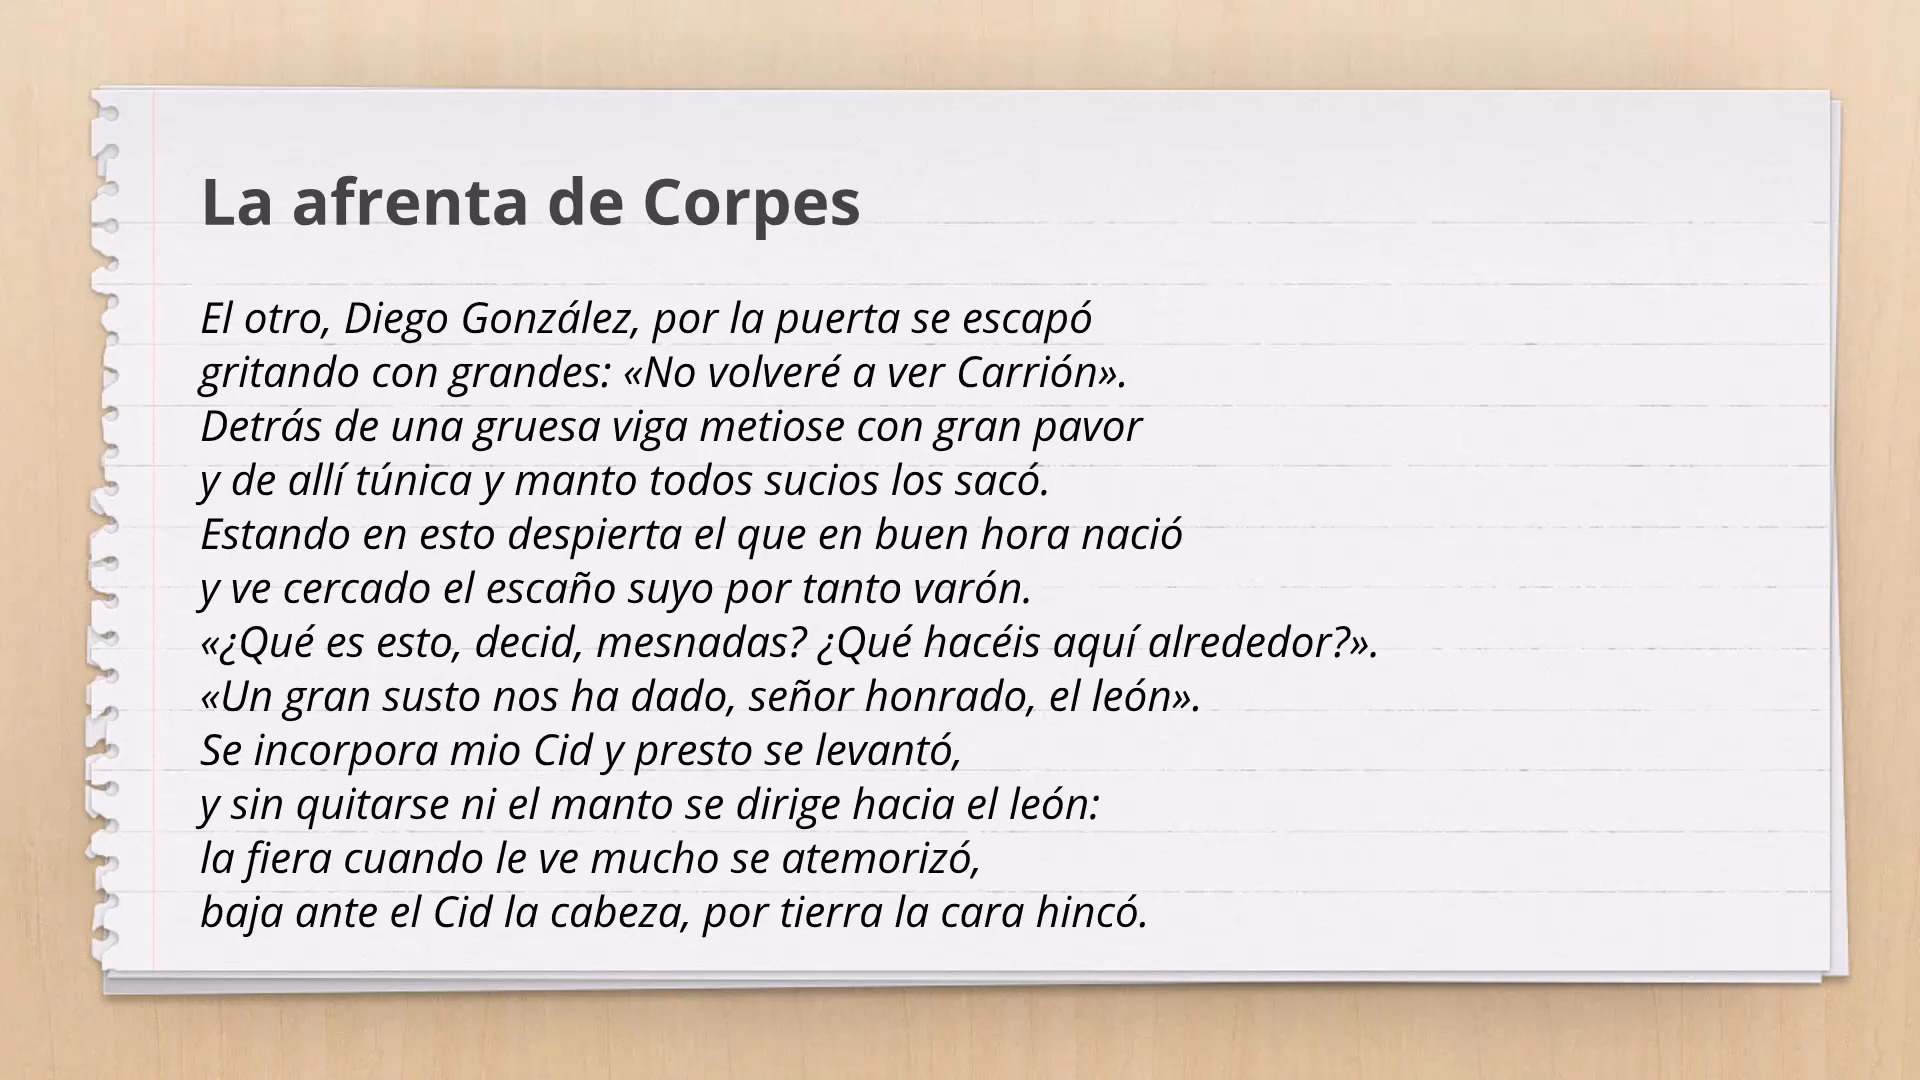 La afrenta de Corpes
El otro, Diego González, por la puerta se escapó
gritando con grandes: «No volveré a ver Carrión».
Detrás de una gruesa viga metiose con gran pavor
y de allí túnica y manto todos sucios los sacó.
Estando en esto despierta el que en buen hora nació
y ve cercado el escaño suyo por tanto varón.
«¿Qué es esto, decid, mesnadas? ¿Qué hacéis aquí alrededor?».
«Un gran susto nos ha dado, señor honrado, el león».
Se incorpora mio Cid y presto se levantó,
y sin quitarse ni el manto se dirige hacia el león:
la fiera cuando le ve mucho se atemorizó,
baja ante el Cid la cabeza, por tierra la cara hincó.